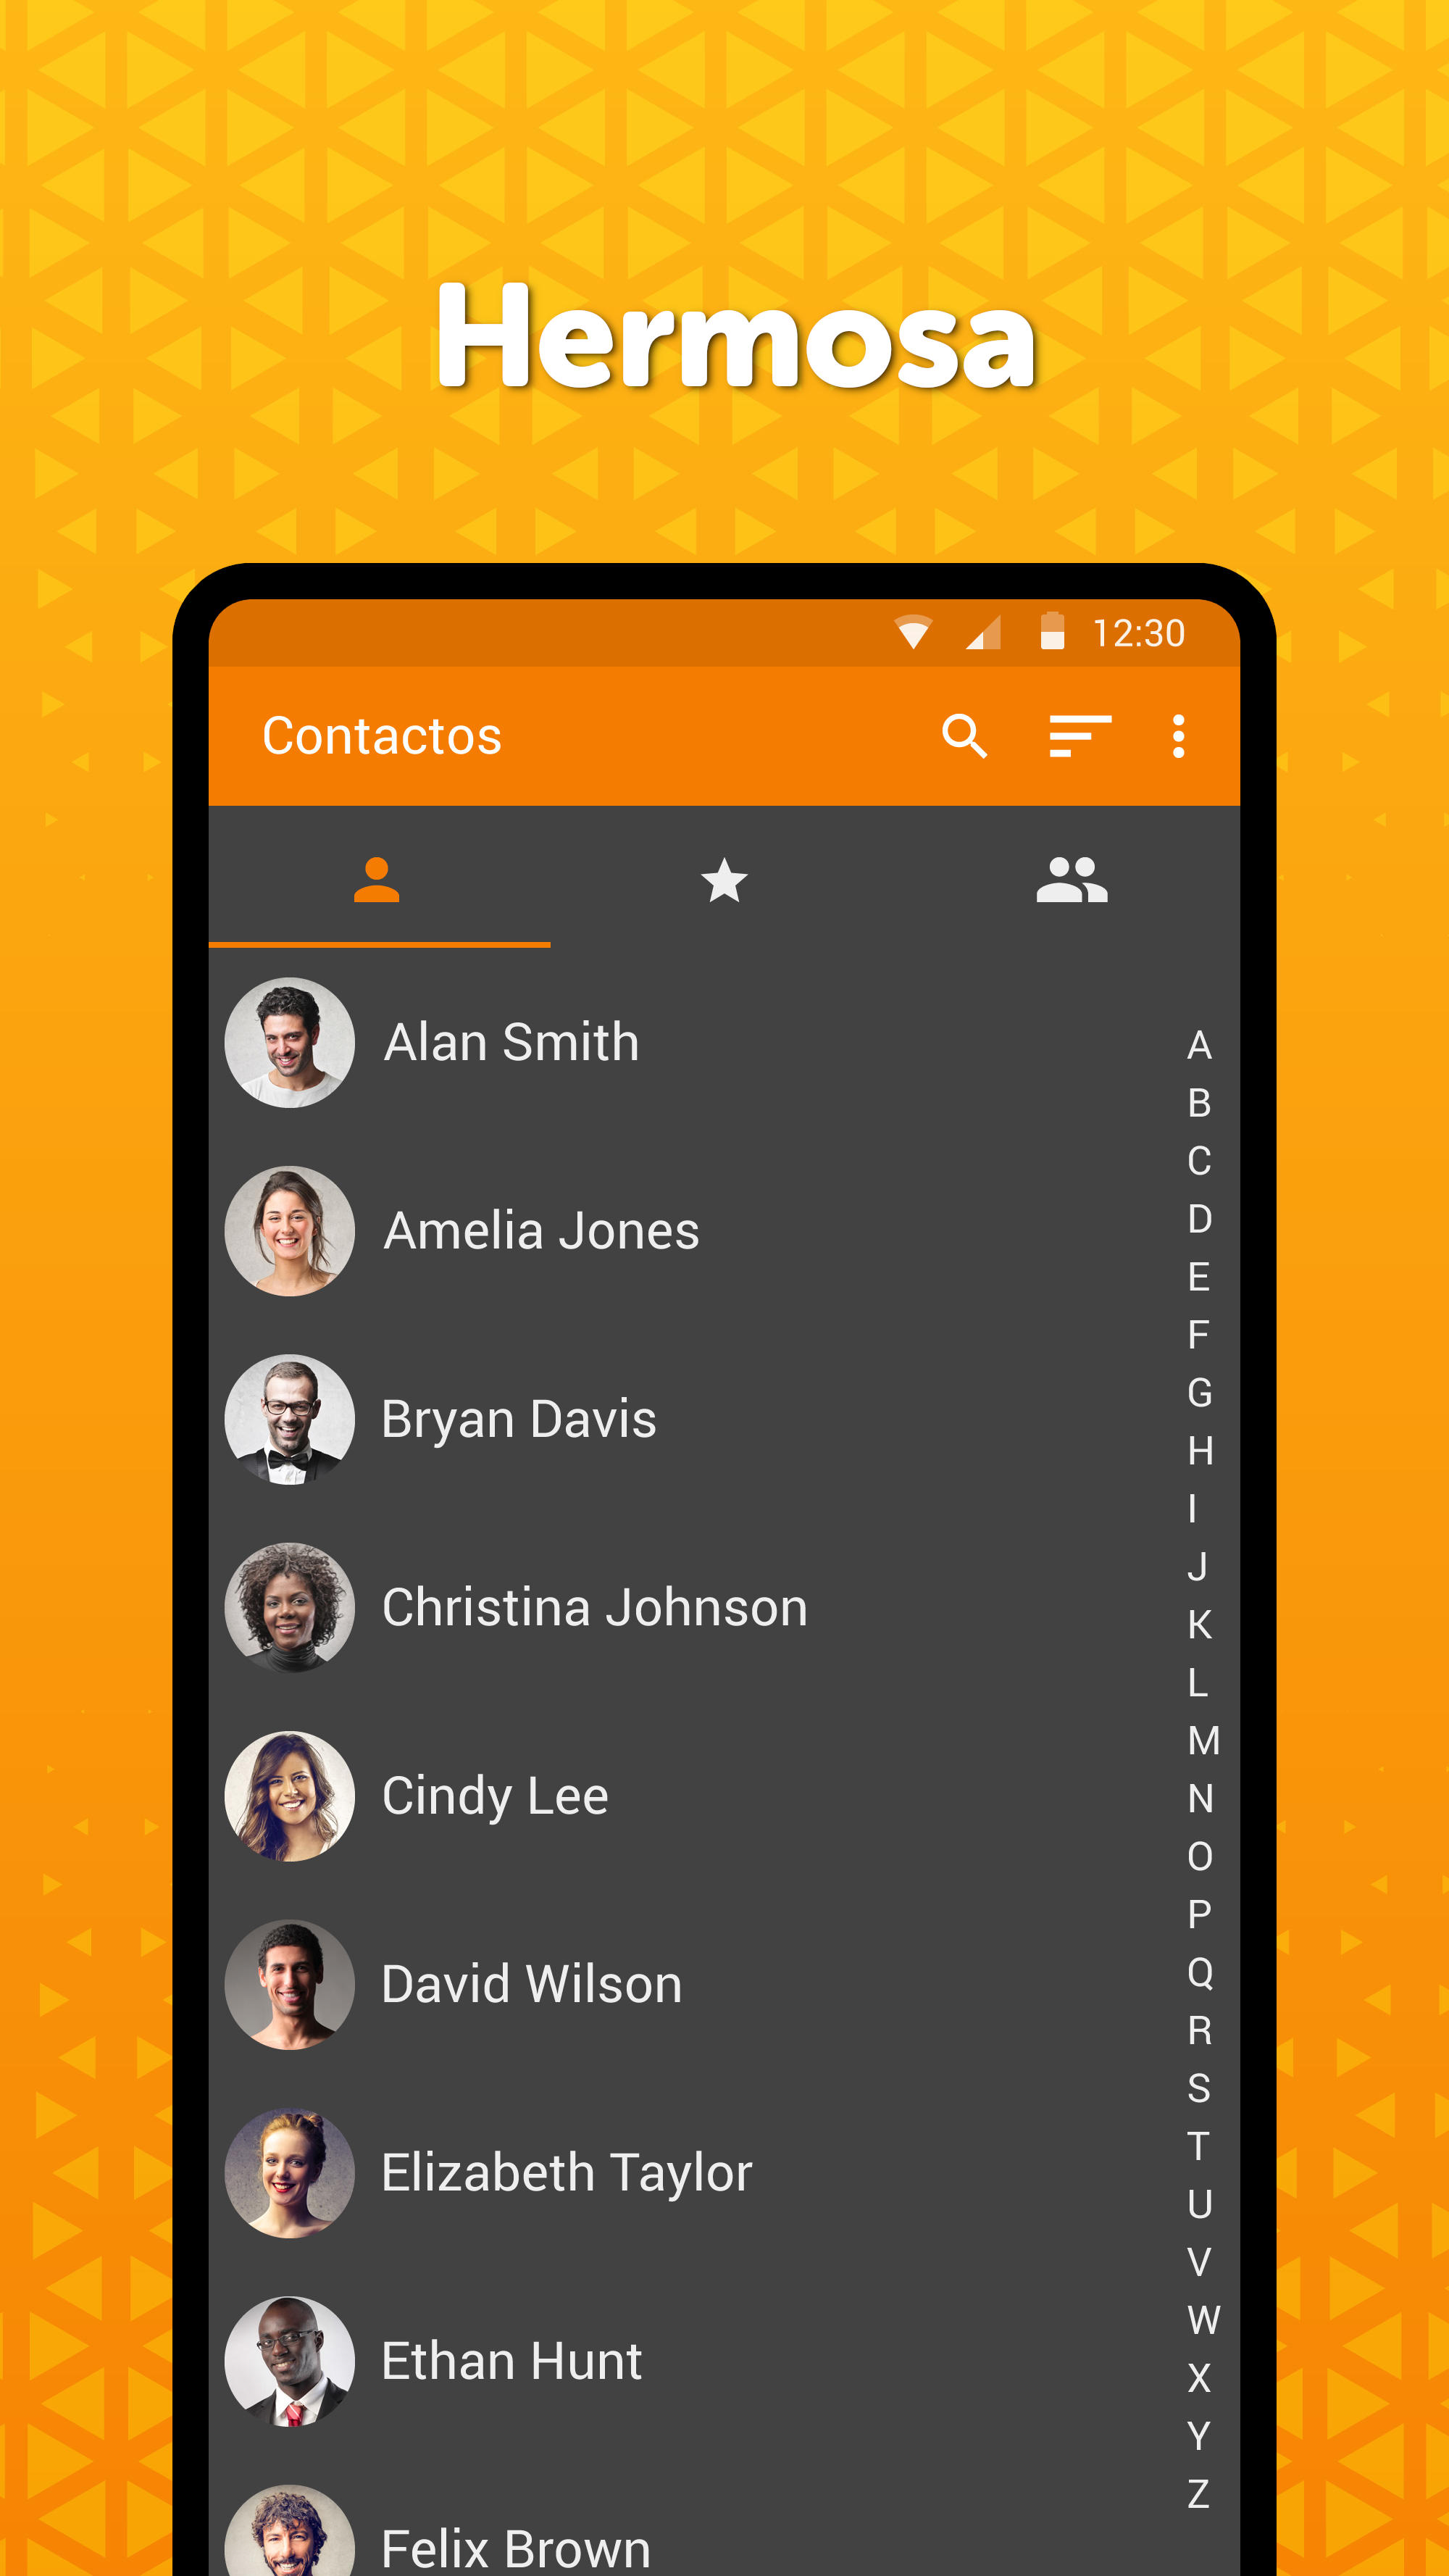 Hermosa
12:30
Contactos
Alan Smith
Amelia Jones
Bryan Davis
Christina Johnson
Cindy Lee
David Wilson
Elizabeth Taylor
Ethan Hunt
Felix Brown
A
B
C
D
E
F
G
H
I
J
K
L
M
N
O
P
Q
R
S
T
U
V
W
X
Y
Z